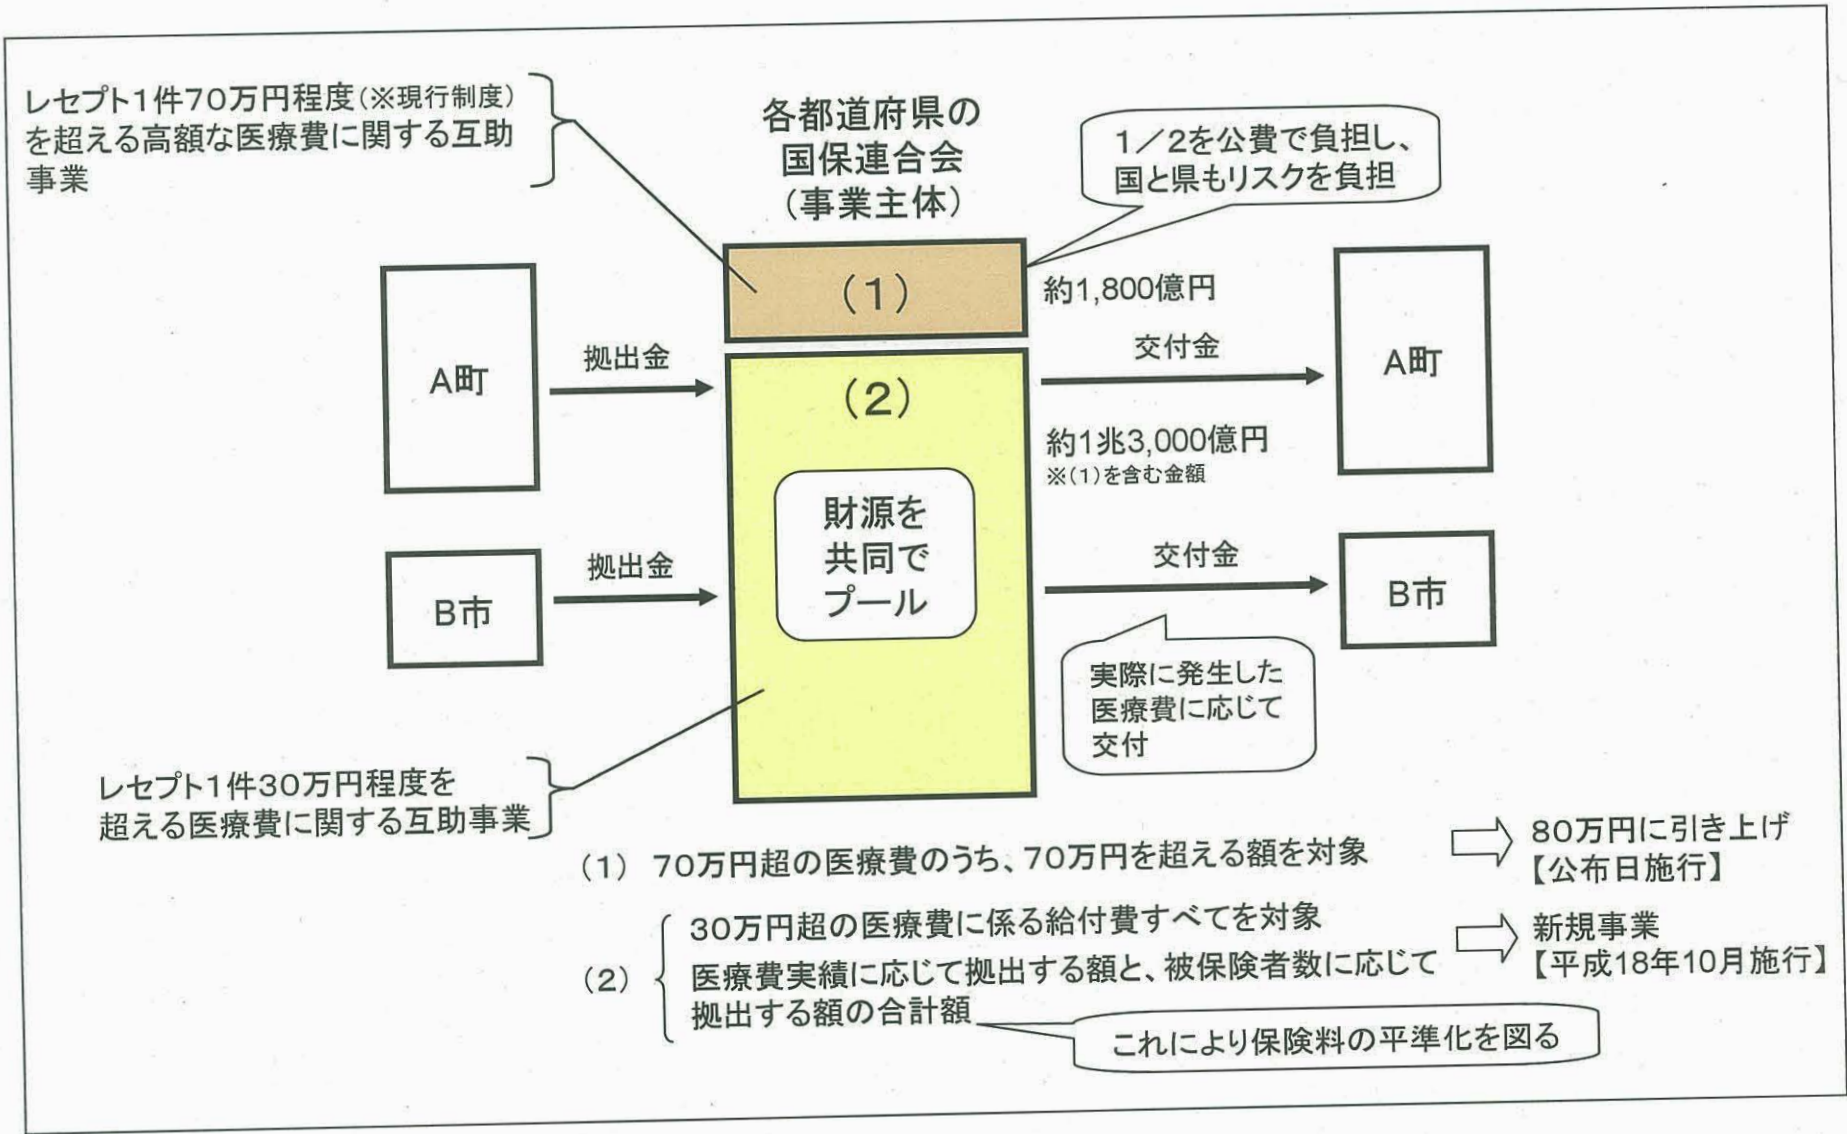 レセプト1件70万円程度(※現行制度)
を超える高額な医療費に関する互助
事業
各都道府県の
国保連合会
(事業主体)
1/2を公費で負担し、
国と県もリスクを負担
(1)
約1,800億円
A町
拠出金
(2)
交付金
A町
約1兆3,000億円
※(1)を含む金額
財源を
共同で
プール
B市
拠出金
交付金
B市
実際に発生した
医療費に応じて
交付
レセプト1件30万円程度を
超える医療費に関する互助事業
(1) 70万円超の医療費のうち、70万円を超える額を対象
80万円に引き上げ
【公布日施行】
(2)
30万円超の医療費に係る給付費すべてを対象
医療費実績に応じて拠出する額と、被保険者数に応じて
拠出する額の合計額
新規事業
【平成18年10月施行】
これにより保険料の平準化を図る